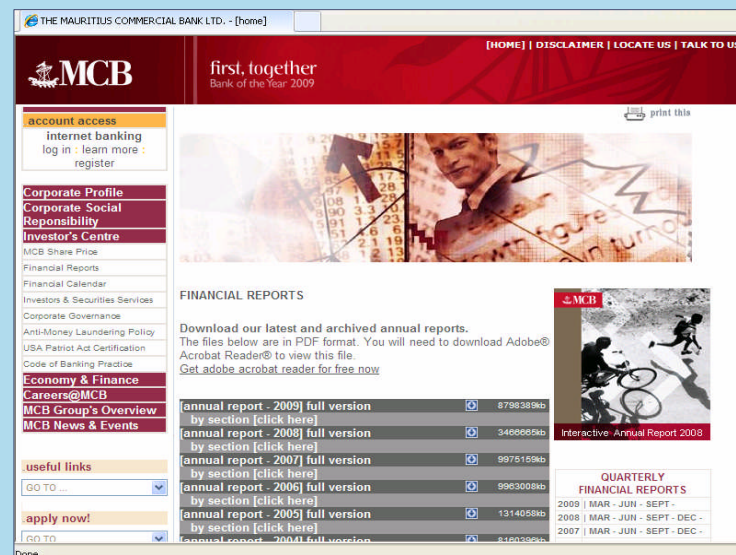 THE MAURITIUS COMMERCIAL BANK LTD. - [home]
[HOME] | DISCLAIMER | LOCATE US | TALK TO US
MCB
first, together
Bank of the Year 2009
print this
account access
internet banking
log in : learn more :
register
Corporate Profile
Corporate Social
Reponsibility
Investor's Centre
MCB Share Price
Financial Reports
Financial Calendar
Investors & Securities Services
Corporate Governance
Anti-Money Laundering Policy
USA Patriot Act Certification
Code of Banking Practice
Economy & Finance
Careers@MCB
MCB Group's Overview
MCB News & Events
useful links
GO TO ...
apply now!
GO TO
FINANCIAL REPORTS
Download our latest and archived annual reports.
The files below are in PDF format. You will need to download Adobe®
Acrobat Reader® to view this file.
Get adobe acrobat reader for free now
[annual report - 2009] full version 8798389kb
by section [click here]
[annual report - 2008] full version 3466665kb
by section [click here]
[annual report - 2007] full version 9975159kb
by section [click here]
[annual report - 2006] full version 9963008kb
by section [click here]
[annual report - 2005] full version 1314058kb
by section [click here]
[annual report - 2004] full version 8160396kb
MCB
Interactive Annual Report 2008
QUARTERLY
FINANCIAL REPORTS
2009 | MAR - JUN - SEPT -
2008 | MAR - JUN - SEPT - DEC -
2007 | MAR - JUN - SEPT - DEC -
Done